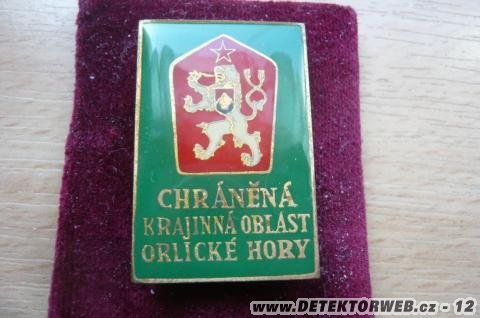 CHRÁNĚNÁ
KRAJINNÁ OBLAST
ORLICKÉ HORY
www.DETEKTORWEB.cz - 12